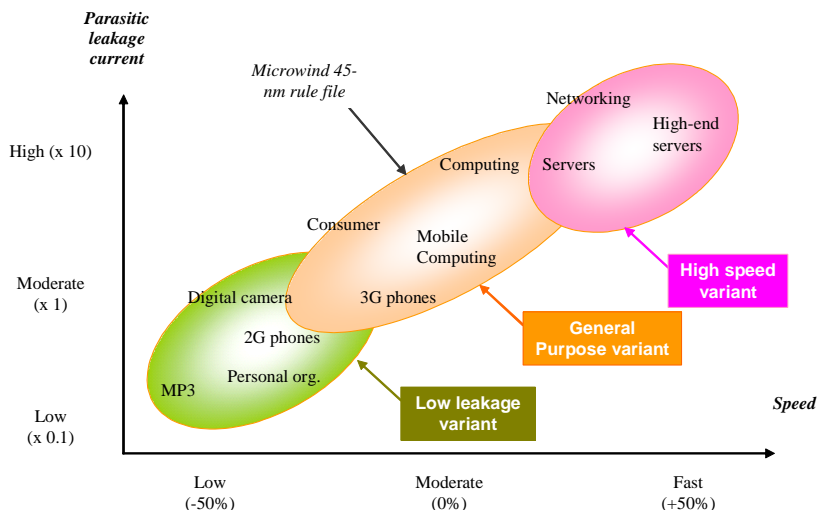 Parasitic
leakage
current
Microwind 45-
nm rule file
Networking
High-end
servers
High (x 10)
Computing
Servers
Consumer
Mobile
Computing
High speed
variant
Moderate
(x 1)
Digital camera
3G phones
General
Purpose variant
2G phones
Personal org.
MP3
Low leakage
variant
Speed
Low
(x 0.1)
Low
(-50%)
Moderate
(0%)
Fast
(+50%)